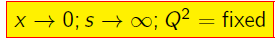 x → 0; s → ∞; Q² = fixed